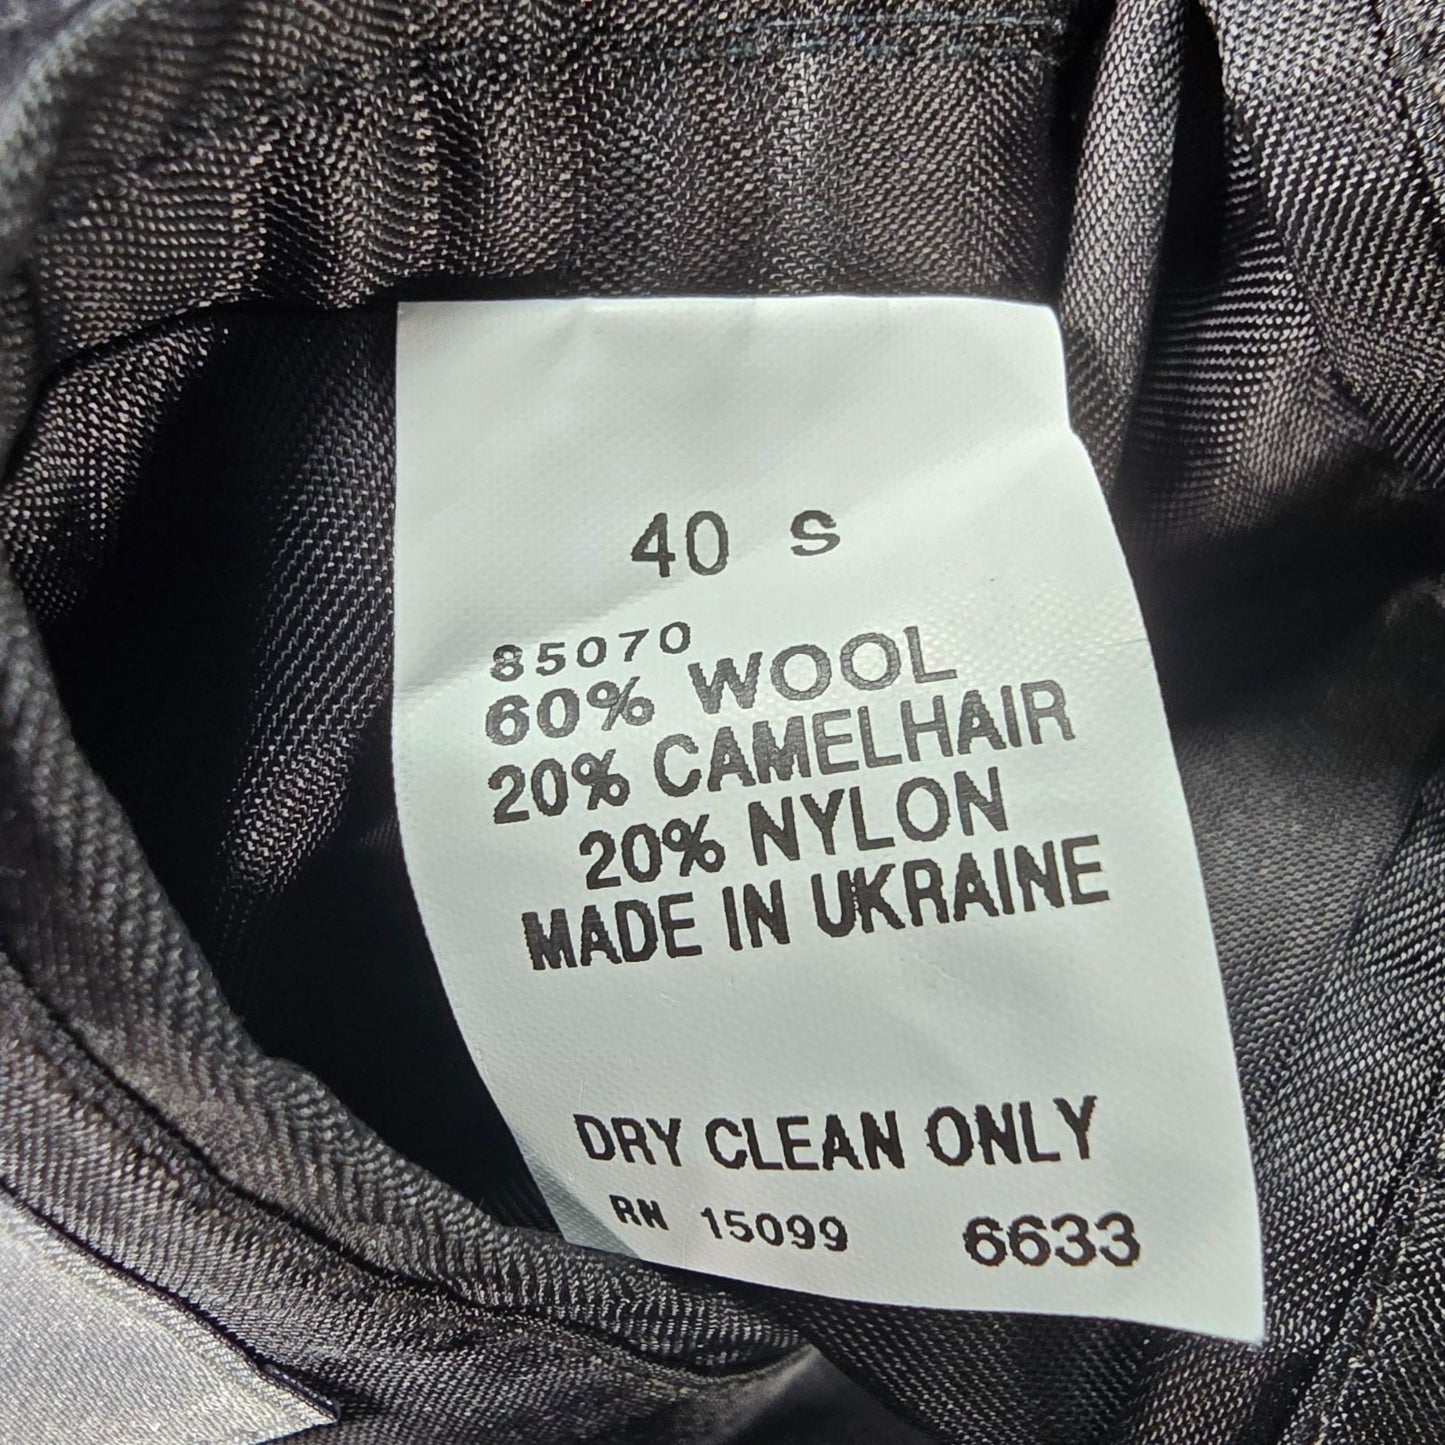 40 S
85070
60% WOOL
20% CAMELHAIR
20% NYLON
MADE IN UKRAINE
DRY CLEAN ONLY
RN 15099 6633